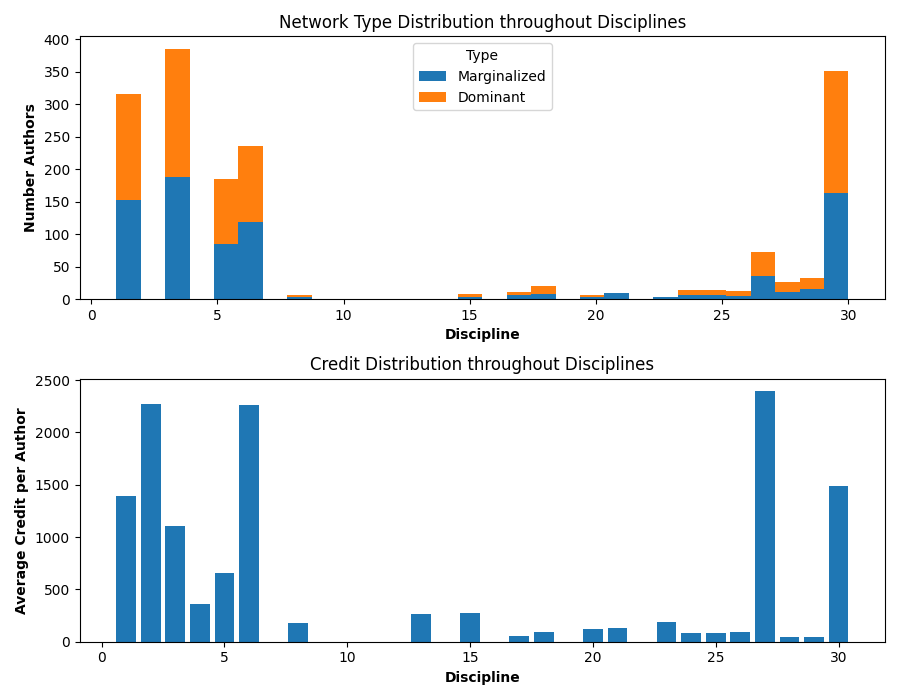 Network Type Distribution throughout Disciplines
400
350
300
250
200
150
100
50
0
Number Authors
Type
Marginalized
Dominant
0 5 10 15 20 25 30
Discipline
Credit Distribution throughout Disciplines
2500
2000
1500
1000
500
0
Average Credit per Author
0 5 10 15 20 25 30
Discipline